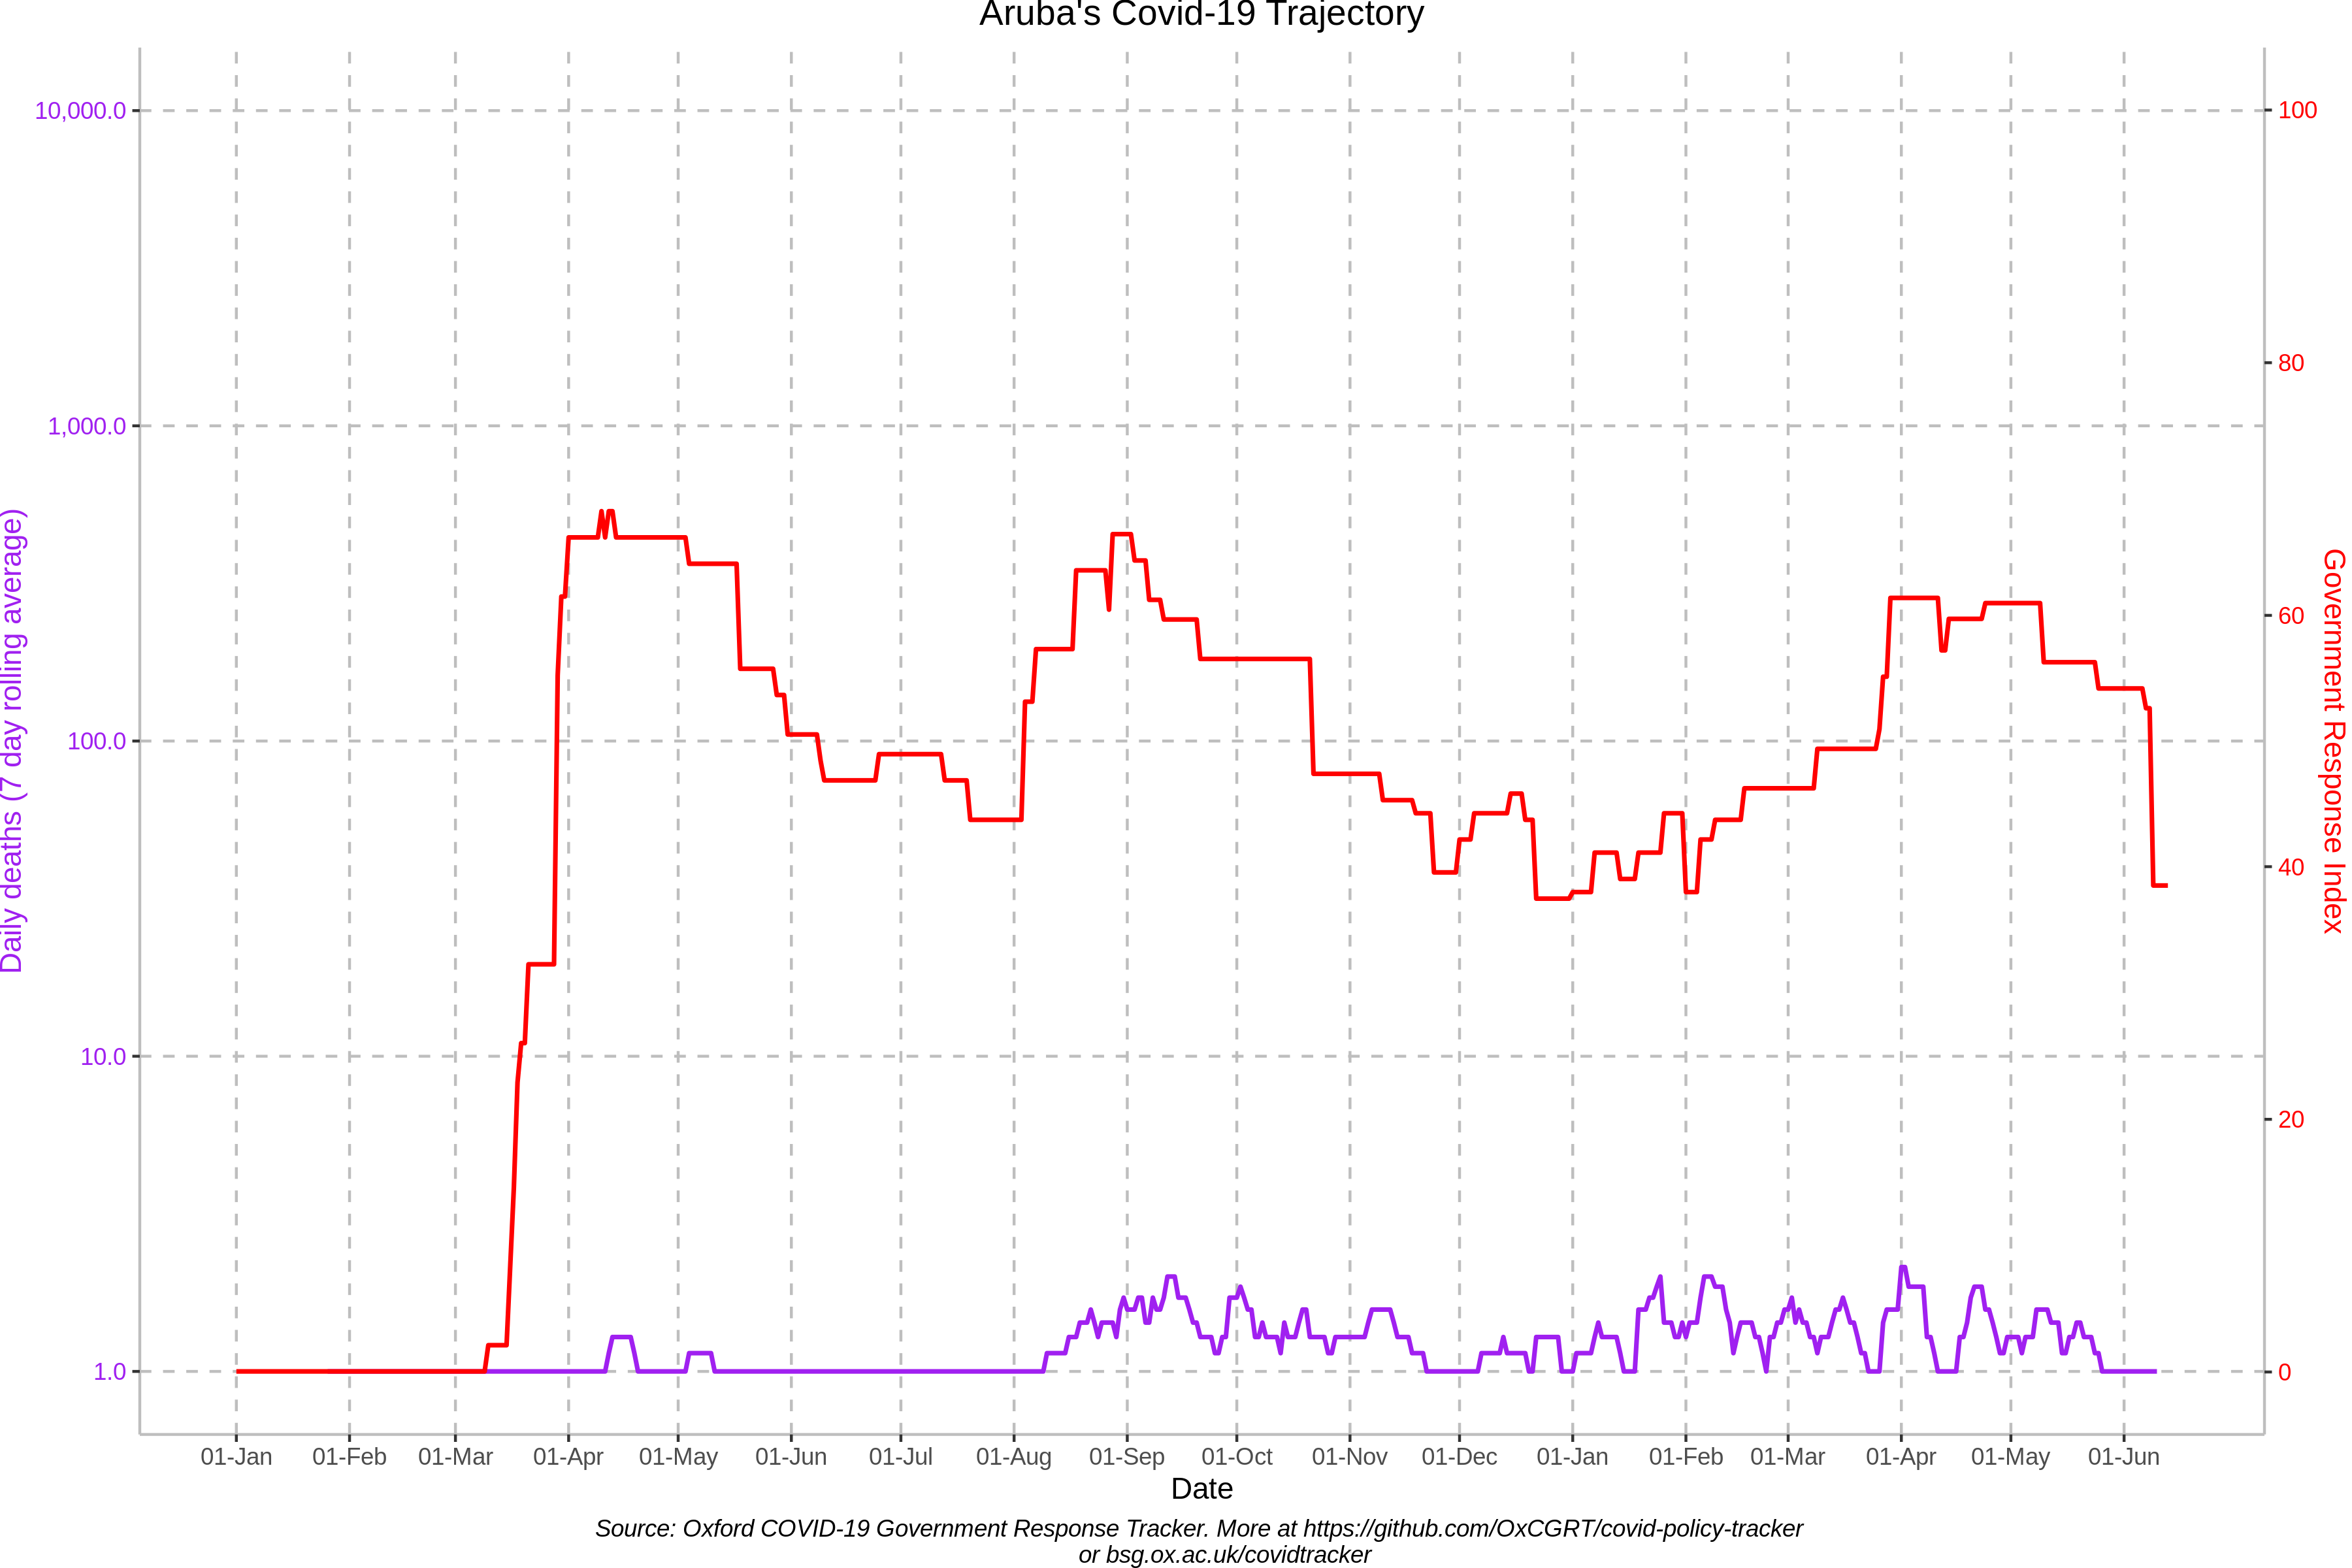 Aruba's Covid-19 Trajectory
Daily deaths (7 day rolling average)
10,000.0
1,000.0
100.0
10.0
1.0
100
80
60
40
20
0
Government Response Index
01-Jan 01-Feb 01-Mar 01-Apr 01-May 01-Jun 01-Jul 01-Aug 01-Sep 01-Oct 01-Nov 01-Dec 01-Jan 01-Feb 01-Mar 01-Apr 01-May 01-Jun
Date
Source: Oxford COVID-19 Government Response Tracker. More at https://github.com/OxCGRT/covid-policy-tracker
or bsg.ox.ac.uk/covidtracker